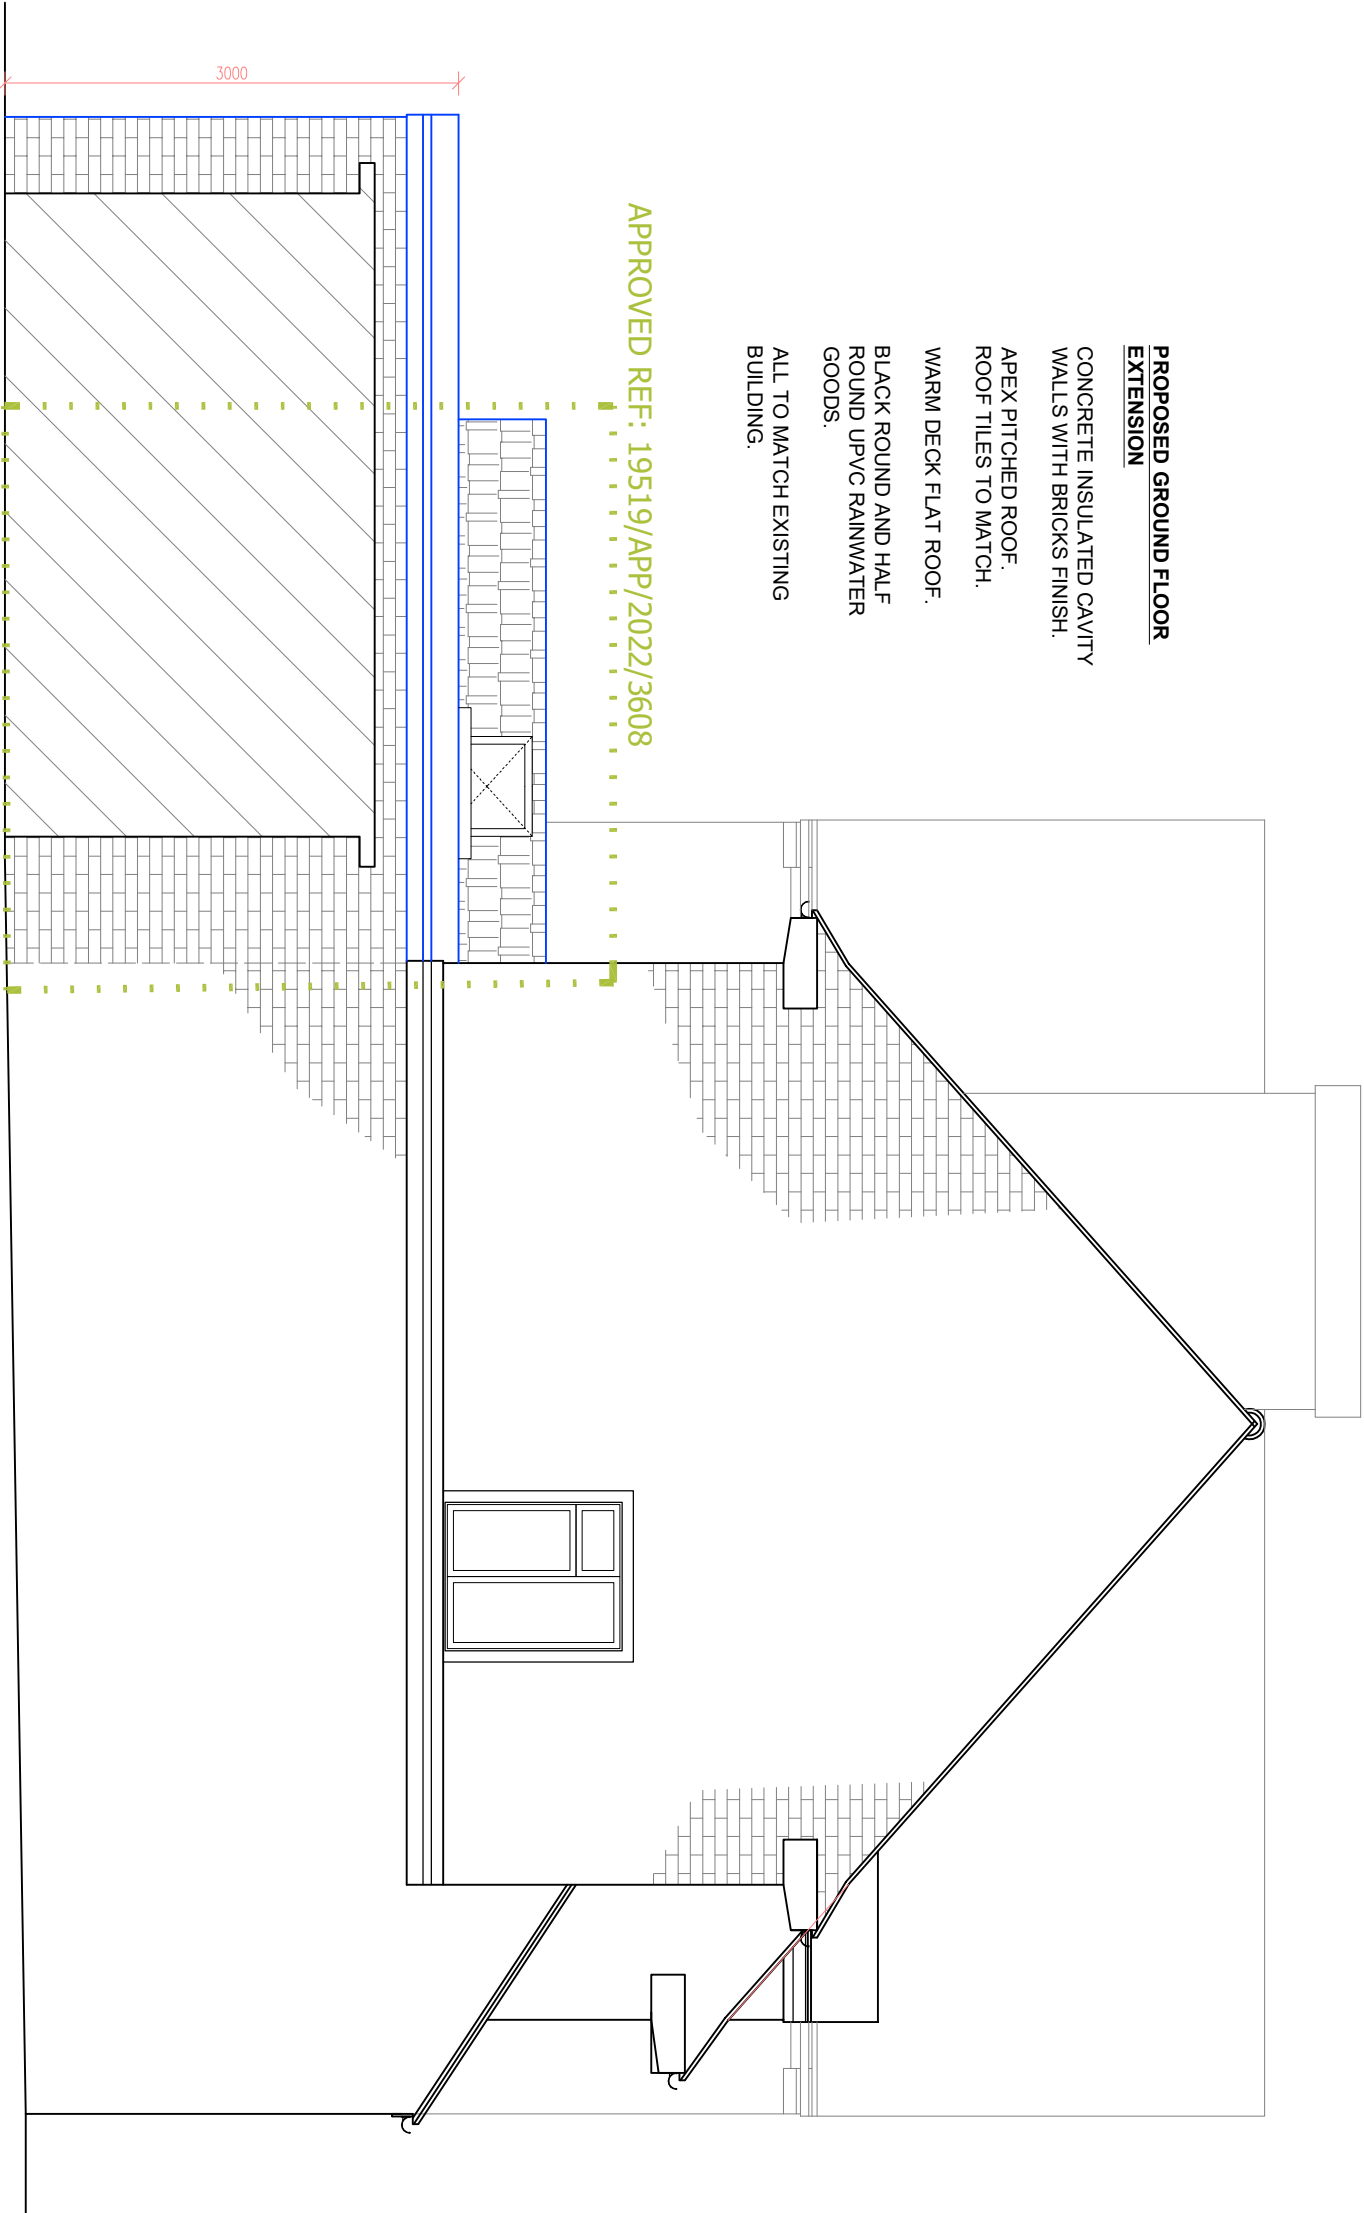 PROPOSED GROUND FLOOR
EXTENSION
CONCRETE INSULATED CAVITY
WALLS WITH BRICKS FINISH.
APEX PITCHED ROOF.
ROOF TILES TO MATCH.
WARM DECK FLAT ROOF.
BLACK ROUND AND HALF
ROUND UPVC RAINWATER
GOODS.
ALL TO MATCH EXISTING
BUILDING.
APPROVED REF: 19519/APP/2022/3608
3000